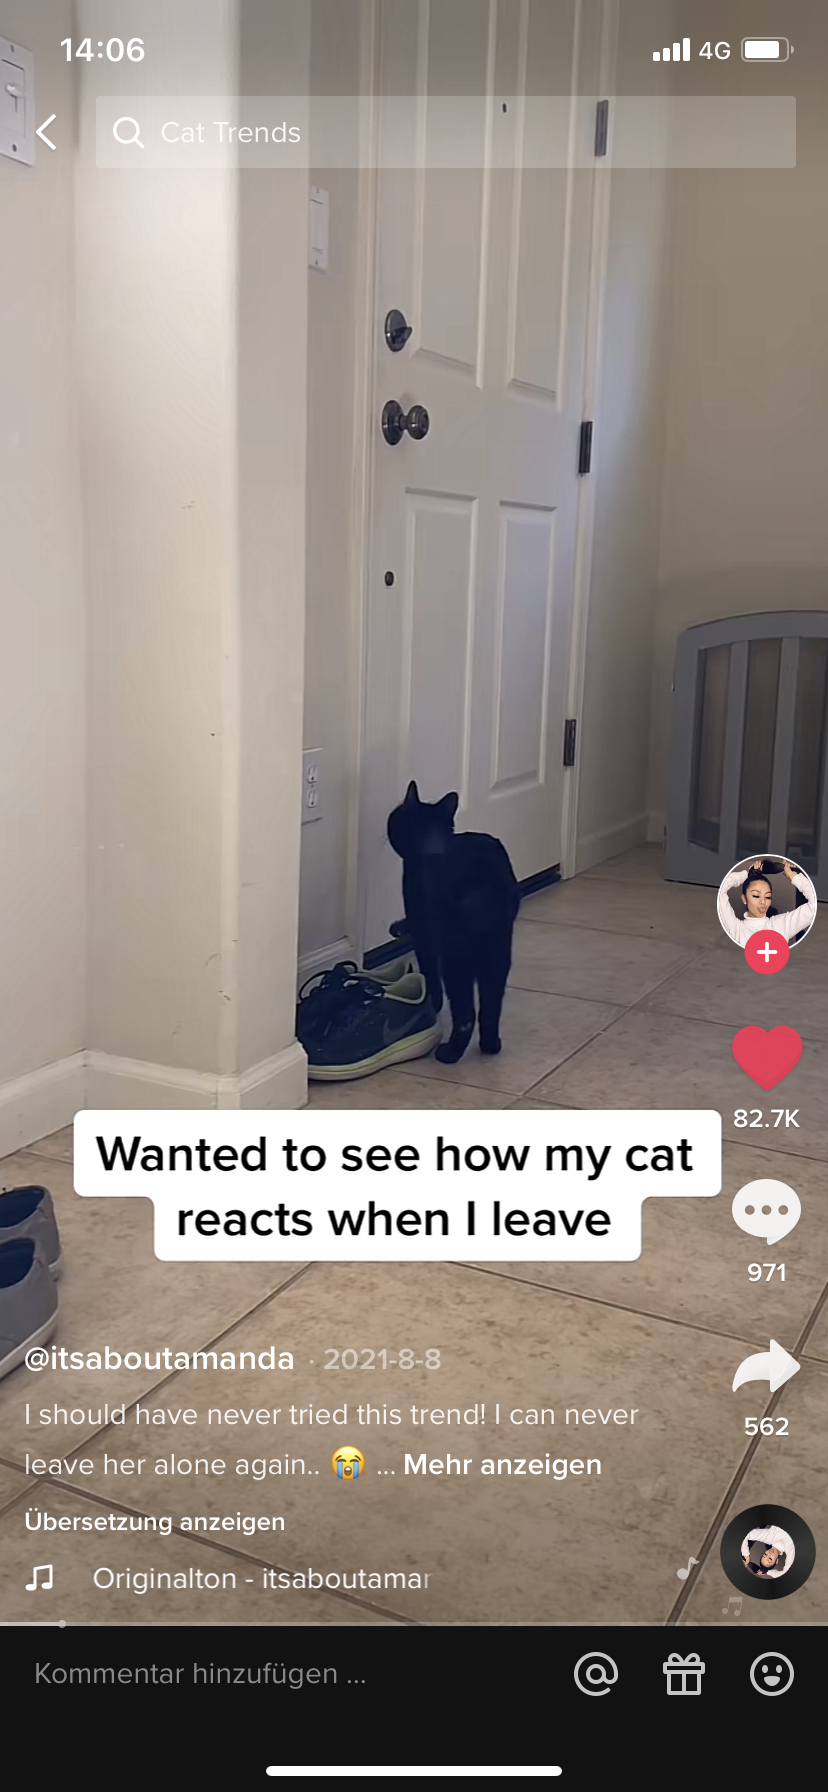 14:06
4G
Cat Trends
Wanted to see how my cat
reacts when I leave
82.7K
971
562
@itsaboutamanda · 2021-8-8
I should have never tried this trend! I can never
leave her alone again.. 😭 ... Mehr anzeigen
Übersetzung anzeigen
Originalton - itsaboutamar
Kommentar hinzufügen ...